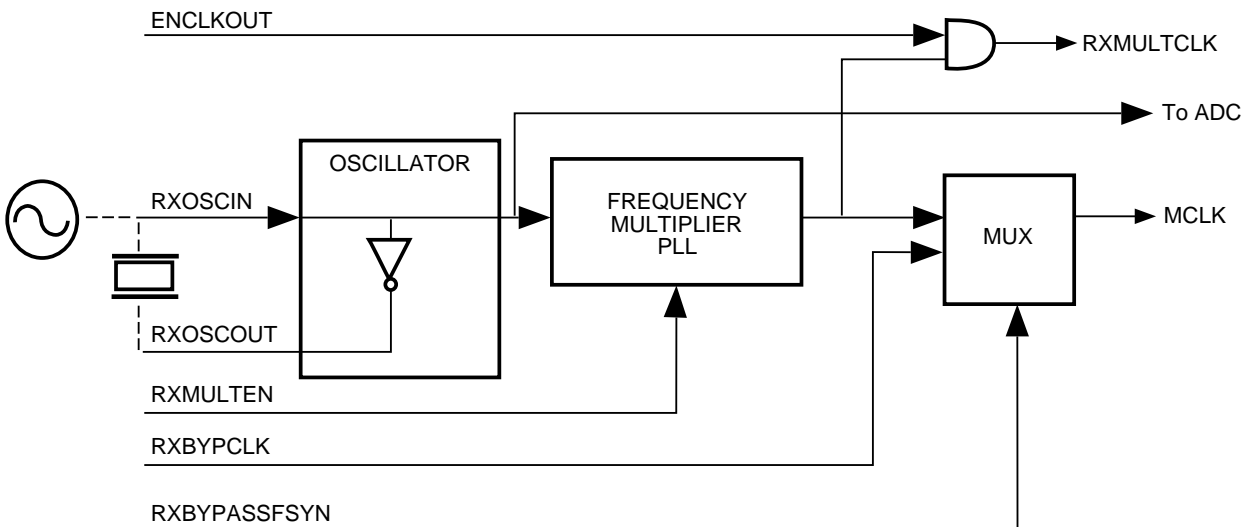 ENCLKOUT
RXMULTCLK
To ADC
OSCILLATOR
RXOSCIN
FREQUENCY
MULTIPLIER
PLL
MUX
MCLK
RXOSCOUT
RXMULTEN
RXBYPCLK
RXBYPASSFSYN